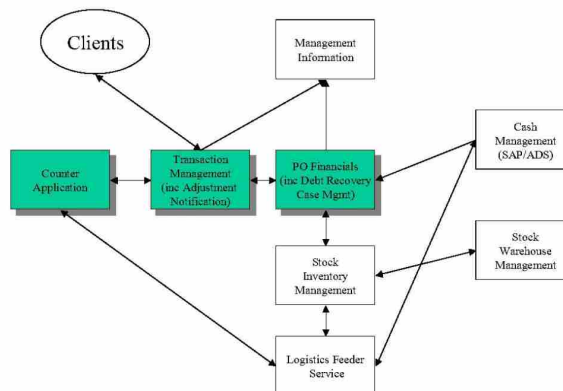 Clients
Management
Information
Cash
Management
(SAP/ADS)
Counter
Application
Transaction
Management
(inc Adjustment
Notification)
PO Financials
(inc Debt Recovery
Case Mgmt)
Stock
Inventory
Management
Stock
Warehouse
Management
Logistics Feeder
Service